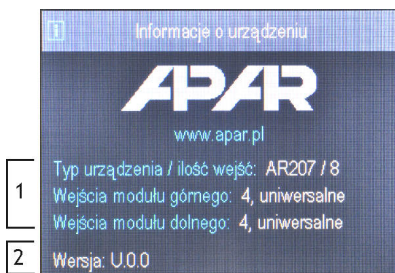 Informacje o urządzeniu
APAR
www.apar.pl
Typ urządzenia / ilość wejść: AR207 / 8
Wejścia modułu górnego: 4, uniwersalne
Wejścia modułu dolnego: 4, uniwersalne
Wersja: U.0.0
1
2